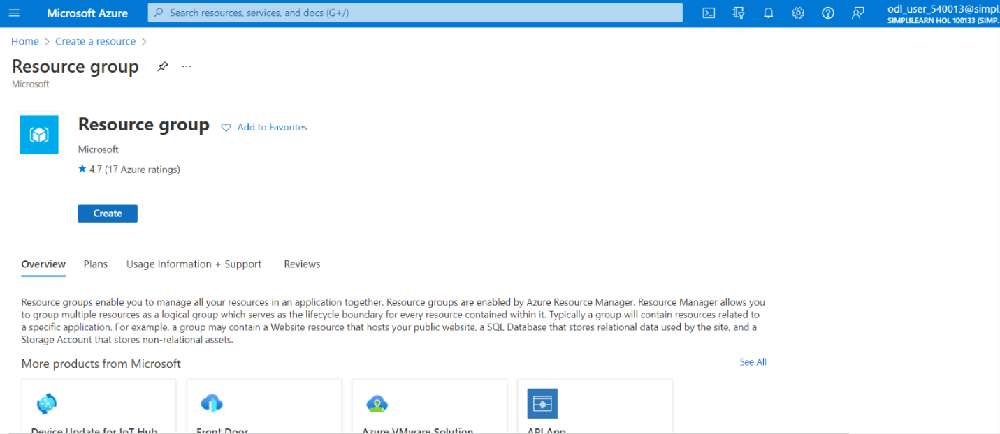 Microsoft Azure
Search resources, services, and docs (G+/)
odl_user_540013@simpl.
SIMPLILEARN HOL 100133 (SIMP.
Home > Create a resource >
Resource group ...
Microsoft
Resource group Add to Favorites
Microsoft
4.7 (17 Azure ratings)
Create
Overview Plans Usage Information + Support Reviews
Resource groups enable you to manage all your resources in an application together. Resource groups are enabled by Azure Resource Manager. Resource Manager allows you
to group multiple resources as a logical group which serves as the lifecycle boundary for every resource contained within it. Typically a group will contain resources related to
a specific application. For example, a group may contain a Website resource that hosts your public website, a SQL Database that stores relational data used by the site, and a
Storage Account that stores non-relational assets.
More products from Microsoft See All
Device Update for IoT Hub Front Door Azure VMware Solution API App